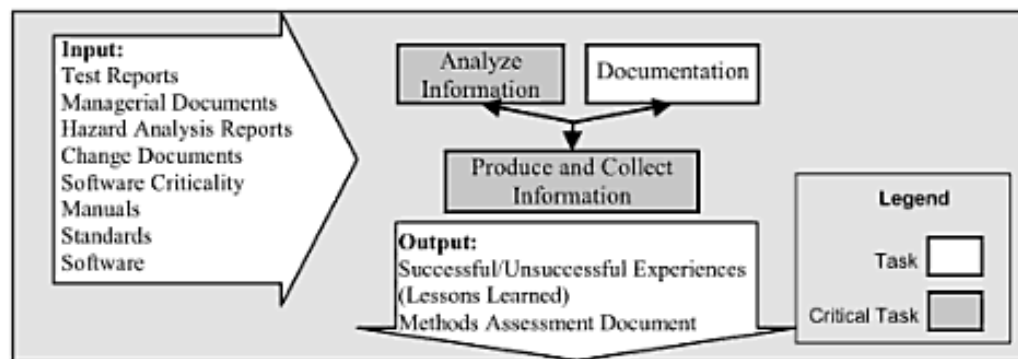 Input:
Test Reports
Managerial Documents
Hazard Analysis Reports
Change Documents
Software Criticality
Manuals
Standards
Software
Analyze
Information
Documentation
Produce and Collect
Information
Output:
Successful/Unsuccessful Experiences
(Lessons Learned)
Methods Assessment Document
Legend
Task
Critical Task